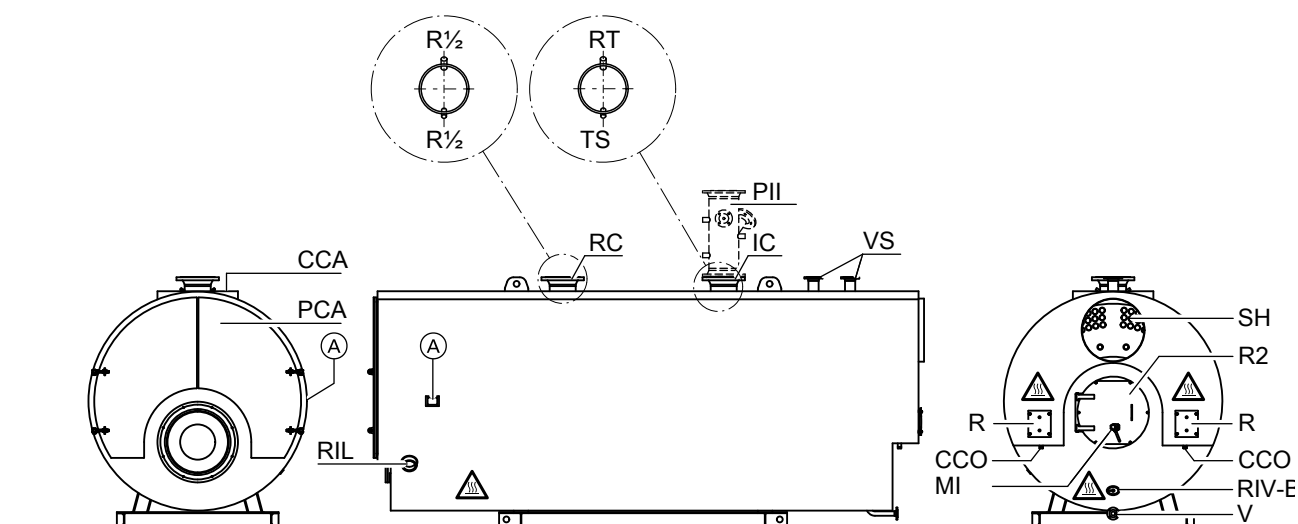 R½ RT
R½ TS
PII
RC IC VS
CCA
PCA
A A
SH
R2
R R
RIL
CCO CCO
MI
RIV-B
V